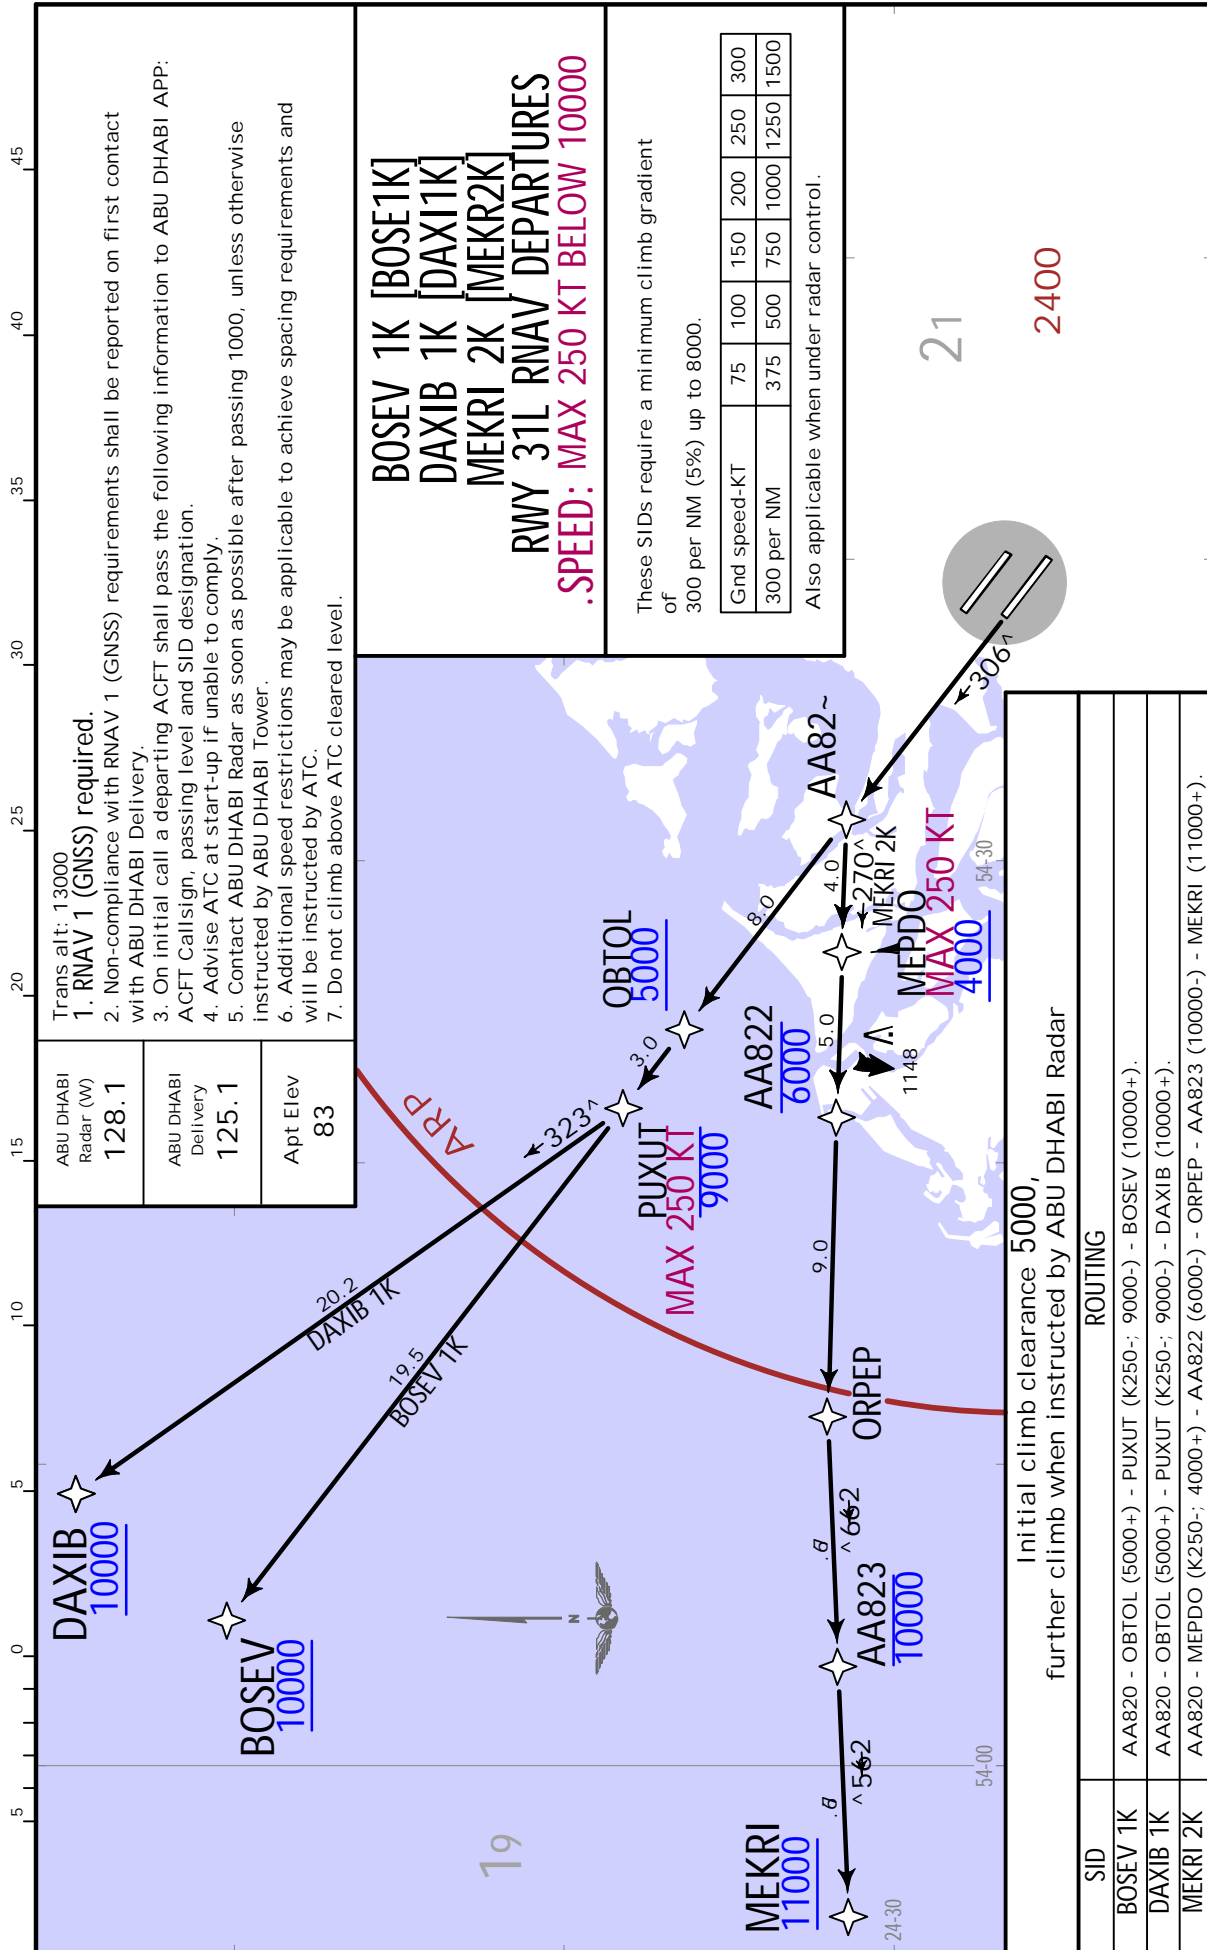 5 0 5 10 15 20 25 30 35 40 45
ABU DHABI
Radar (W)
128.1
ABU DHABI
Delivery
125.1
Apt Elev
83
Trans alt: 13000
1. RNAV 1 (GNSS) required.
2. Non-compliance with RNAV 1 (GNSS) requirements shall be reported on first contact
with ABU DHABI Delivery.
3. On initial call a departing ACFT shall pass the following information to ABU DHABI APP:
ACFT Callsign, passing level and SID designation.
4. Advise ATC at start-up if unable to comply.
5. Contact ABU DHABI Radar as soon as possible after passing 1000, unless otherwise
instructed by ABU DHABI Tower.
6. Additional speed restrictions may be applicable to achieve spacing requirements and
will be instructed by ATC.
7. Do not climb above ATC cleared level.
BOSEV 1K [BOSE1K]
DAXIB 1K [DAXI1K]
MEKRI 2K [MEKR2K]
RWY 31L RNAV DEPARTURES
.SPEED: MAX 250 KT BELOW 10000
These SIDs require a minimum climb gradient
of
300 per NM (5%) up to 8000.
Gnd speed-KT 75 100 150 200 250 300
300 per NM 375 500 750 1000 1250 1500
Also applicable when under radar control.
DAXIB
10000
BOSEV
10000
20.2
DAXIB 1K
19.5
BOSEV 1K
323^
ARP
PUXUT
MAX 250 KT
9000
3.0
OBTOL
5000
8.0
AA82~
306^
4.0
270^
MEKRI 2K
MEPDO
MAX 250 KT
4000
5.0
AA822
6000
1148
9.0
ORPEP
AA823
10000
MEKRI
11000
N
19
21
2400
54-30
54-00
24-30
Initial climb clearance 5000,
further climb when instructed by ABU DHABI Radar
SID ROUTING
BOSEV 1K AA820 - OBTOL (5000+) - PUXUT (K250-; 9000-) - BOSEV (10000+).
DAXIB 1K AA820 - OBTOL (5000+) - PUXUT (K250-; 9000-) - DAXIB (10000+).
MEKRI 2K AA820 - MEPDO (K250-; 4000+) - AA822 (6000-) - ORPEP - AA823 (10000-) - MEKRI (11000+).